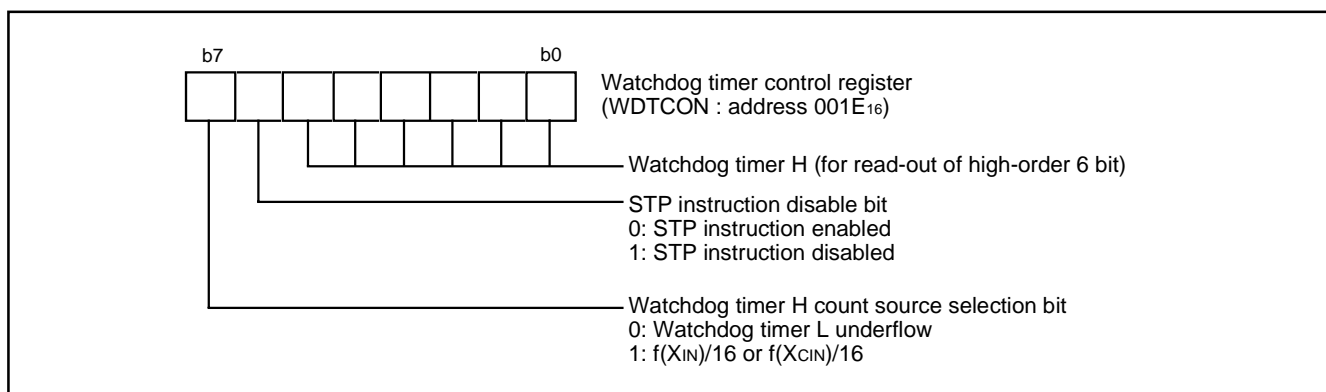 b7 b0
Watchdog timer control register
(WDTCON : address 001E16)
Watchdog timer H (for read-out of high-order 6 bit)
STP instruction disable bit
0: STP instruction enabled
1: STP instruction disabled
Watchdog timer H count source selection bit
0: Watchdog timer L underflow
1: f(XIN)/16 or f(XCIN)/16